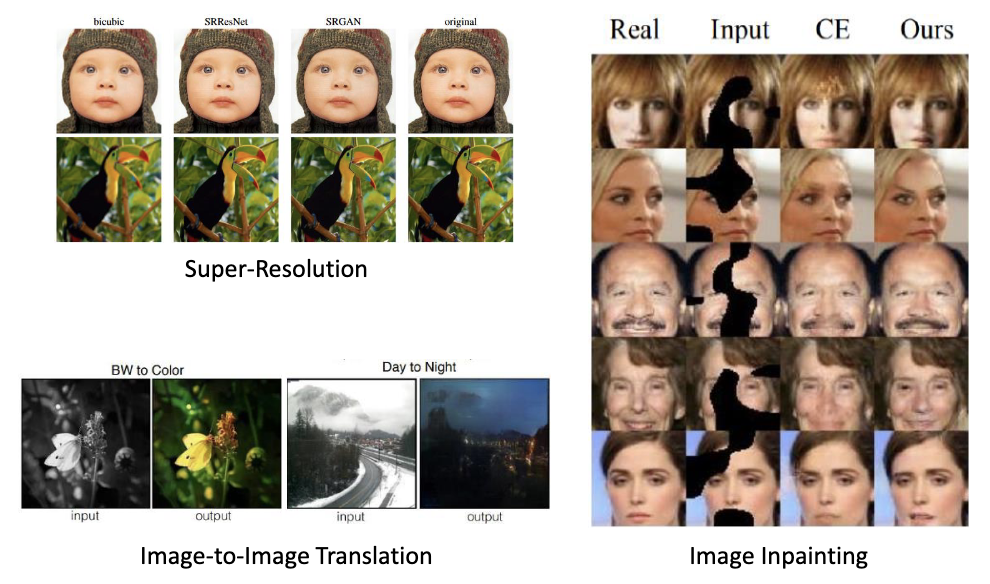 bicubic SRResNet SRGAN original
Super-Resolution
BW to Color Day to Night
input output input output
Image-to-Image Translation
Real Input CE Ours
Image Inpainting